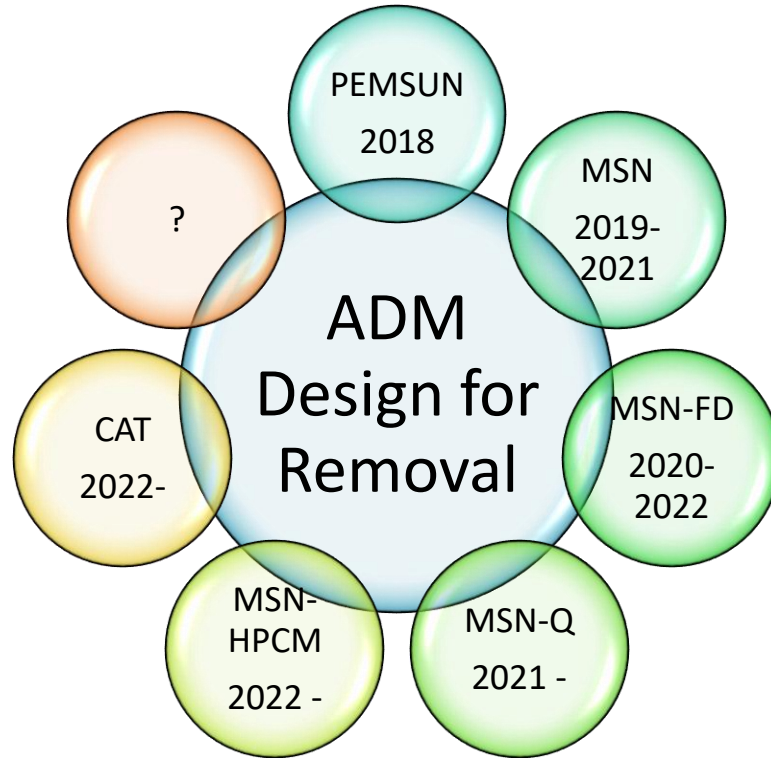 PEMSUN
2018
MSN
2019-
2021
MSN-FD
2020-
2022
MSN-Q
2021 -
MSN-
HPCM
2022 -
CAT
2022-
?
ADM
Design for
Removal